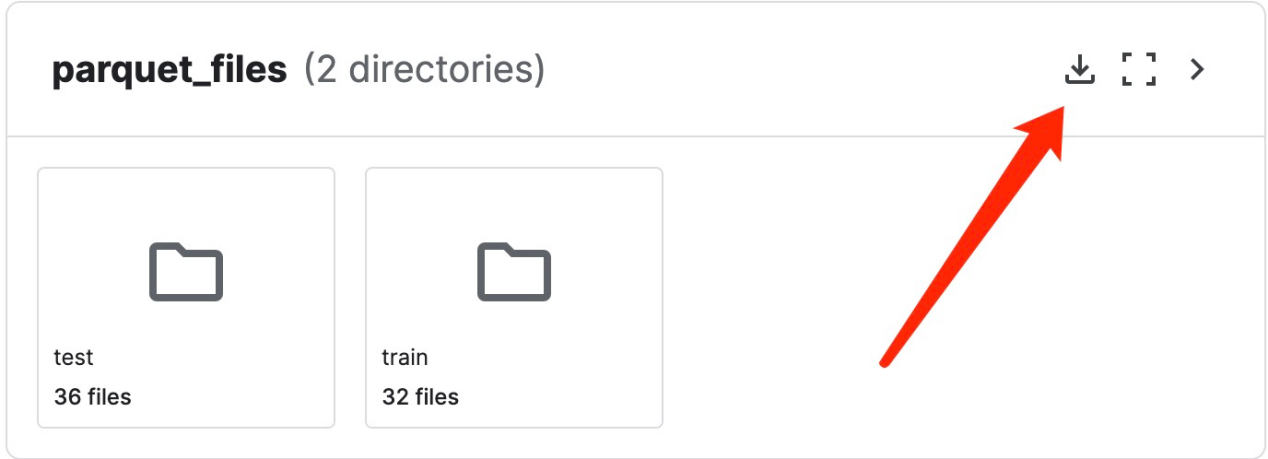 parquet_files (2 directories)
test
36 files
train
32 files